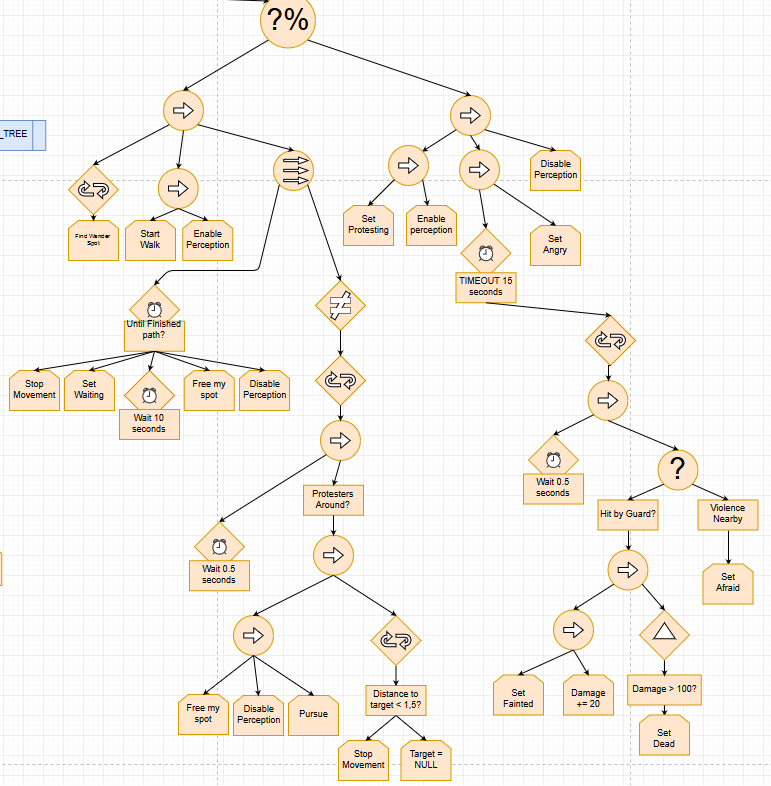 ?%
_TREE
Find Wander
Spot
Start
Walk
Enable
Perception
Set
Protesting
Enable
perception
Disable
Perception
Set
Angry
TIMEOUT 15
seconds
Until Finished
path?
Stop
Movement
Set
Waiting
Wait 10
seconds
Free my
spot
Disable
Perception
≠
Protesters
Around?
Wait 0.5
seconds
Wait 0.5
seconds
?
Hit by Guard?
Violence
Nearby
Set
Afraid
Free my
spot
Disable
Perception
Pursue
Distance to
target < 1,5?
Stop
Movement
Target =
NULL
Set
Fainted
Damage
+= 20
Damage > 100?
Set
Dead